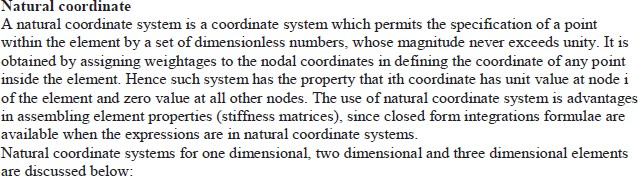 Natural coordinate
A natural coordinate system is a coordinate system which permits the specification of a point
within the element by a set of dimensionless numbers, whose magnitude never exceeds unity. It is
obtained by assigning weightages to the nodal coordinates in defining the coordinate of any point
inside the element. Hence such system has the property that ith coordinate has unit value at node i
of the element and zero value at all other nodes. The use of natural coordinate system is advantages
in assembling element properties (stiffness matrices), since closed form integrations formulae are
available when the expressions are in natural coordinate systems.
Natural coordinate systems for one dimensional, two dimensional and three dimensional elements
are discussed below: